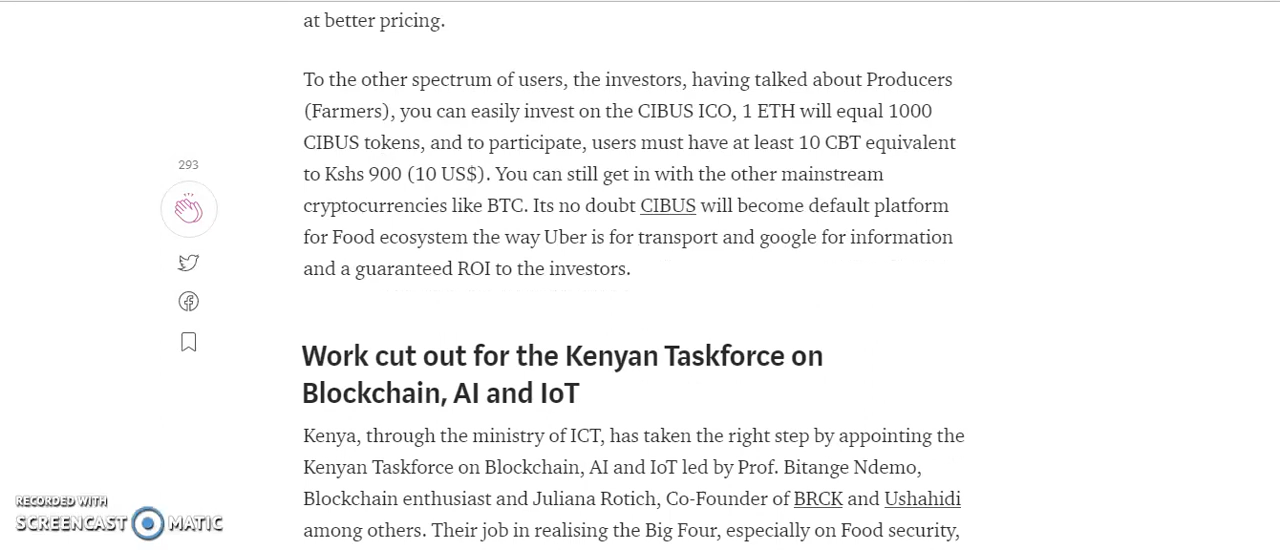 at better pricing.
To the other spectrum of users, the investors, having talked about Producers
(Farmers), you can easily invest on the CIBUS ICO, 1 ETH will equal 1000
CIBUS tokens, and to participate, users must have at least 10 CBT equivalent
to Kshs 900 (10 US$). You can still get in with the other mainstream
cryptocurrencies like BTC. Its no doubt CIBUS will become default platform
for Food ecosystem the way Uber is for transport and google for information
and a guaranteed ROI to the investors.
293
Work cut out for the Kenyan Taskforce on
Blockchain, AI and IoT
Kenya, through the ministry of ICT, has taken the right step by appointing the
Kenyan Taskforce on Blockchain, AI and IoT led by Prof. Bitange Ndemo,
Blockchain enthusiast and Juliana Rotich, Co-Founder of BRCK and Ushahidi
among others. Their job in realising the Big Four, especially on Food security,
RECORDED WITH
SCREENCAST MATIC